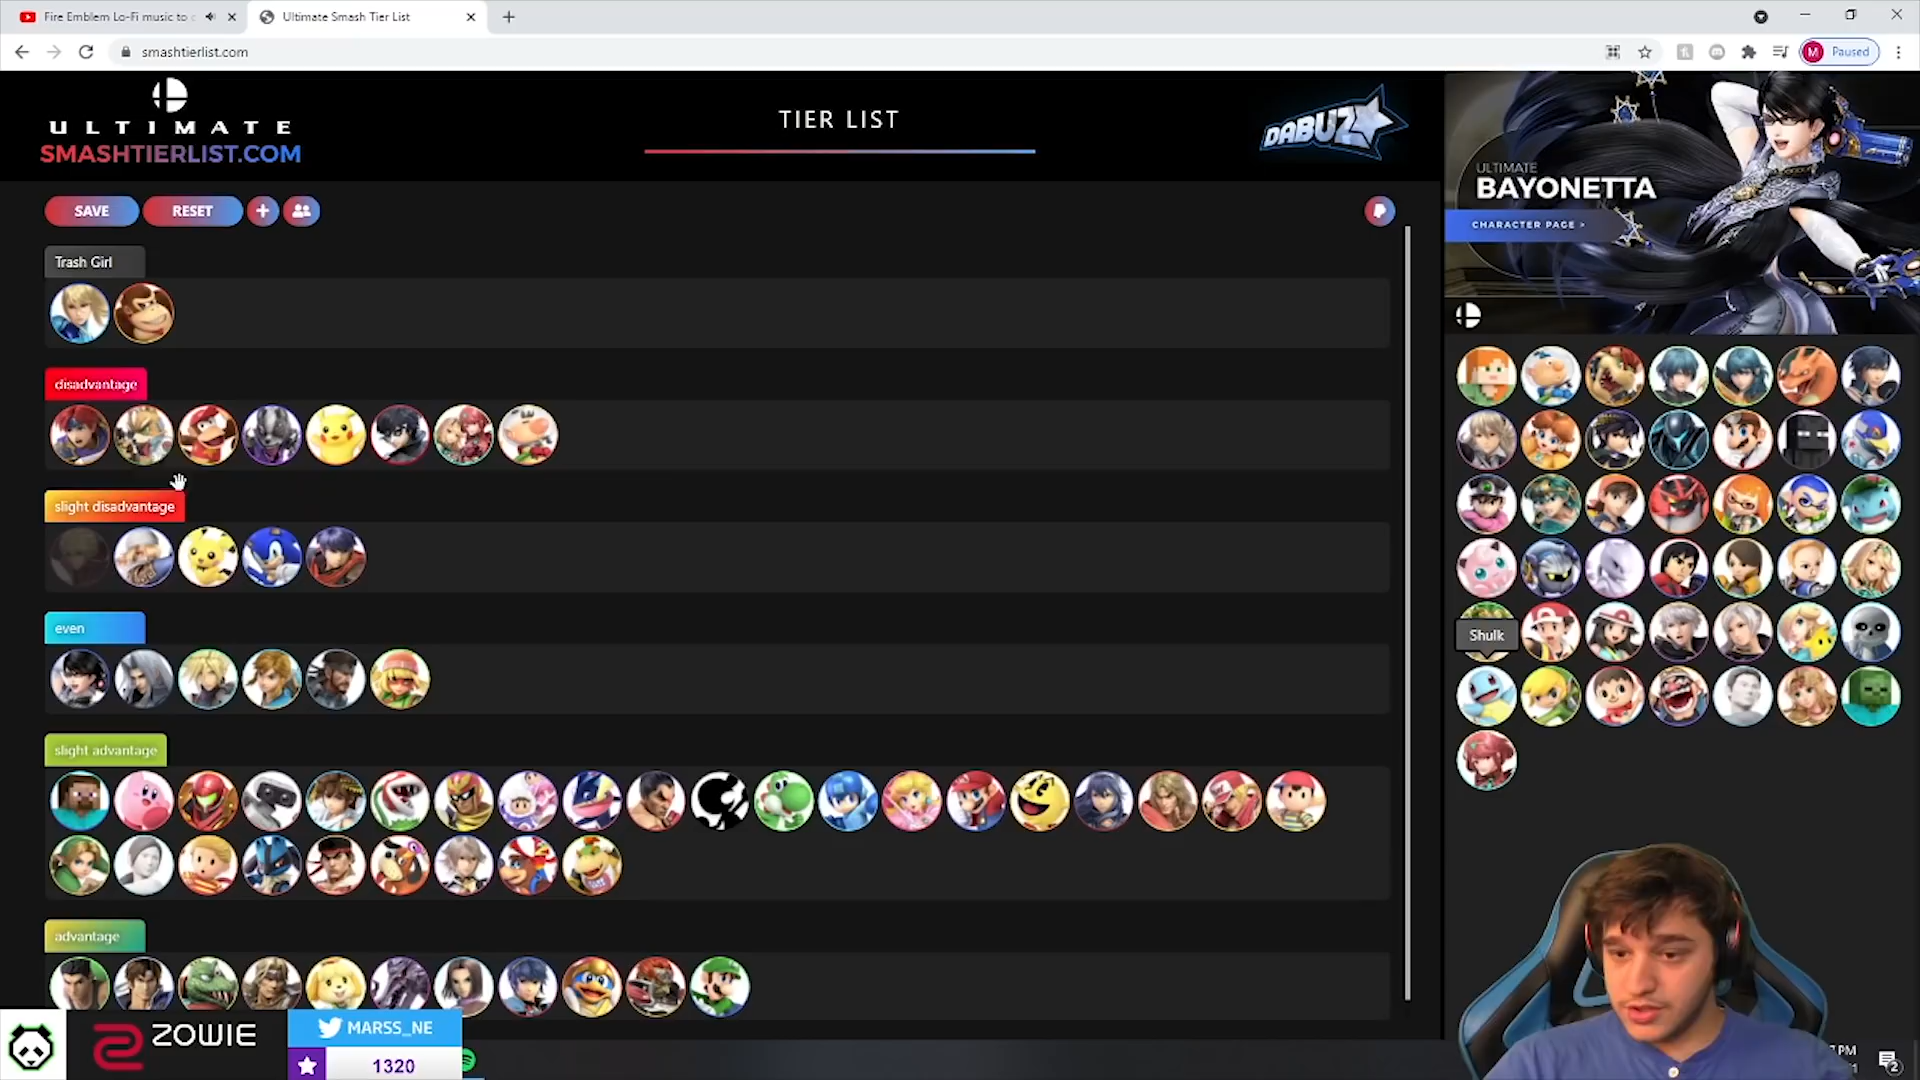 Fire Emblem Lo-Fi music to
Ultimate Smash Tier List
smashtierlist.com
M Paused
ULTIMATE
SMASHTIERLIST.COM
TIER LIST
DABUZ
ULTIMATE
BAYONETTA
CHARACTER PAGE >
SAVE
RESET
Trash Girl
disadvantage
slight disadvantage
even
Shulk
slight advantage
advantage
ZOWIE
MARSS_NE
1320
PM
2